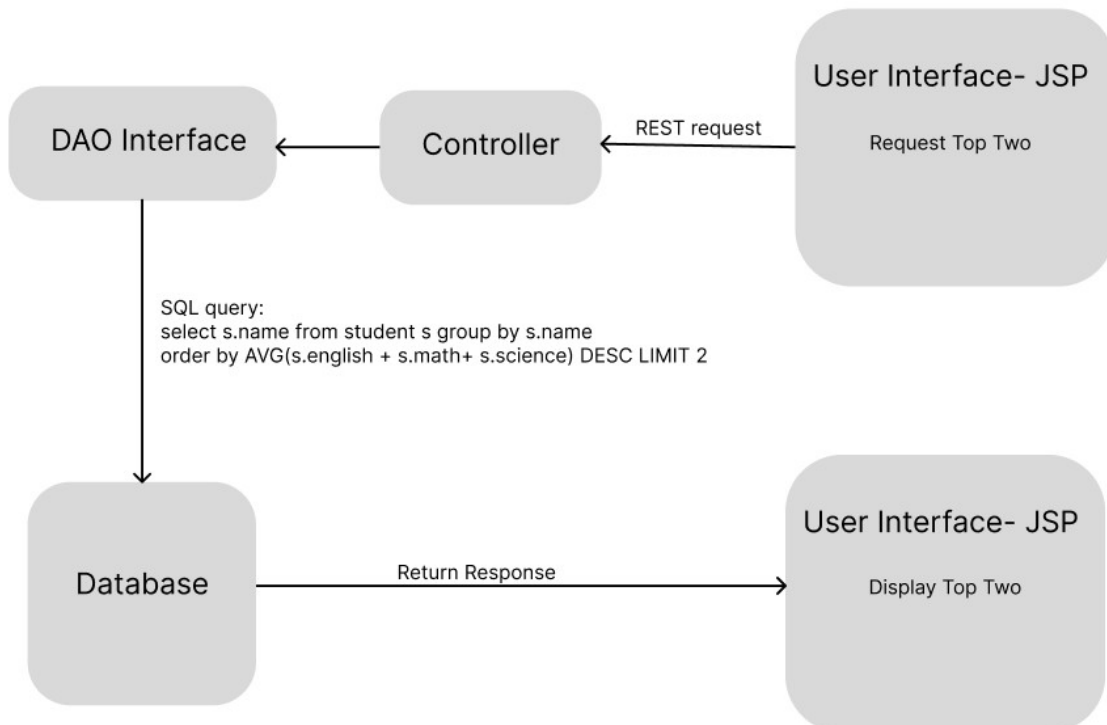 User Interface- JSP
Request Top Two
REST request
Controller
DAO Interface
SQL query:
select s.name from student s group by s.name
order by AVG(s.english + s.math+ s.science) DESC LIMIT 2
Database
Return Response
User Interface- JSP
Display Top Two